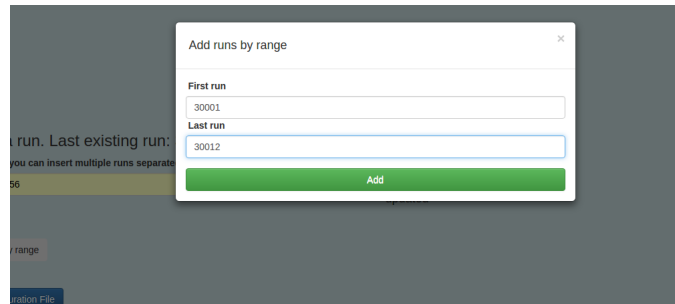 Add runs by range
×
First run
30001
Last run
30012
Add
run. Last existing run:
you can insert multiple runs separate
56
range
uration File